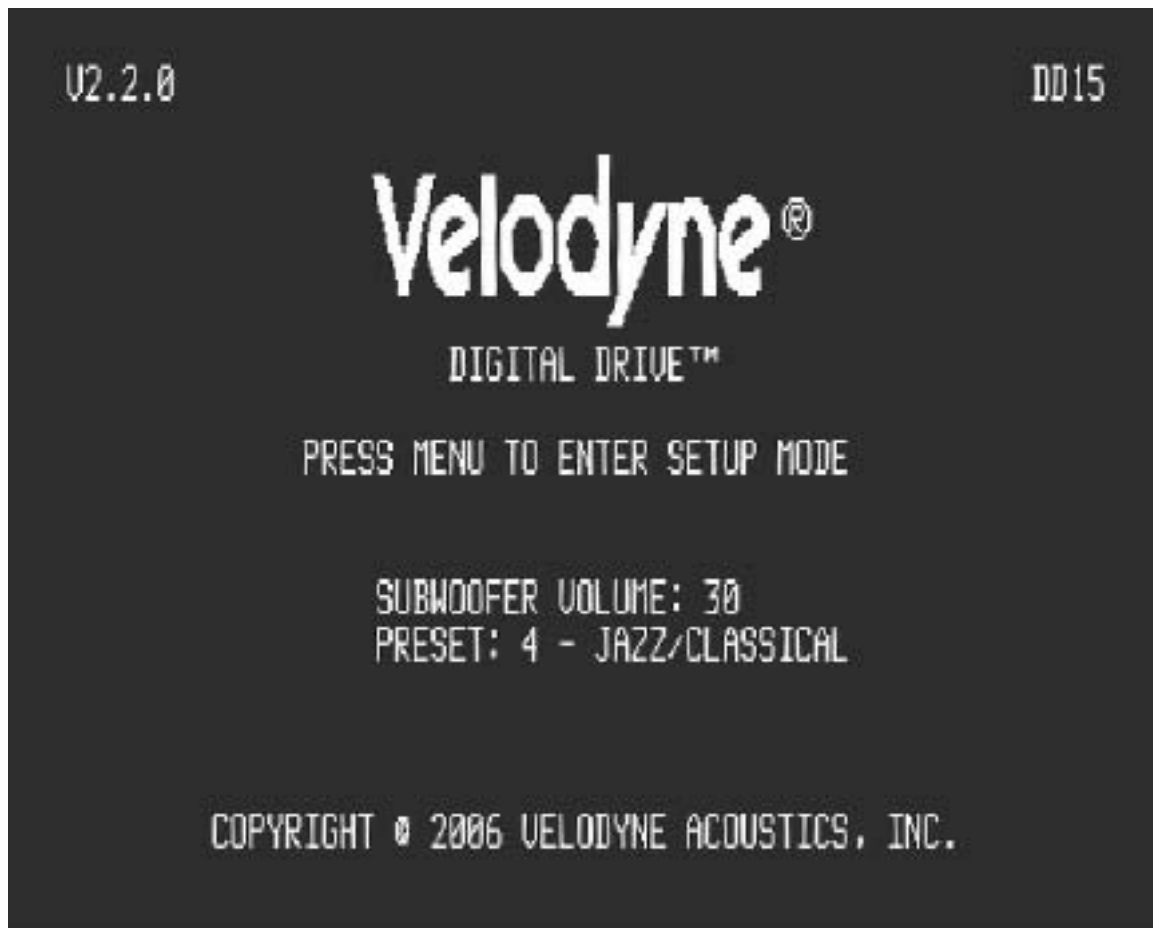 V2.2.0 DD15
Velodyne®
DIGITAL DRIVE™
PRESS MENU TO ENTER SETUP MODE
SUBWOOFER VOLUME: 30
PRESET: 4 - JAZZ/CLASSICAL
COPYRIGHT © 2006 VELODYNE ACOUSTICS, INC.